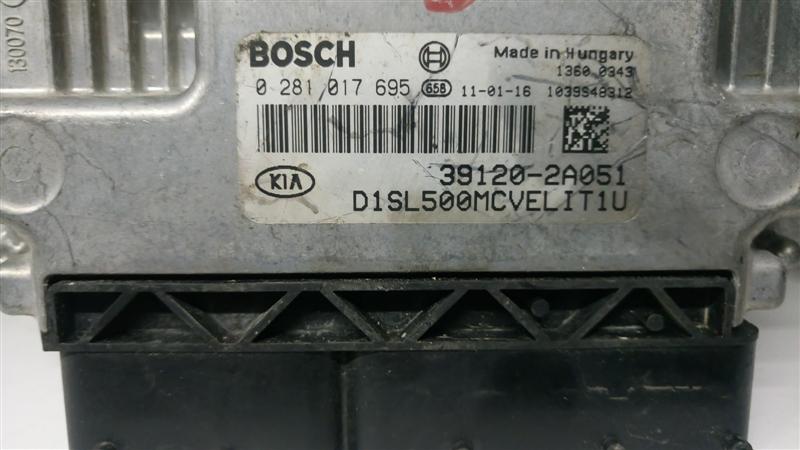 130070
BOSCH
Made in Hungary
1360 0343
0 281 017 695 658 11-01-16 1039S48312
KIA 39120-2A051
D1SL500MCVELIT1U